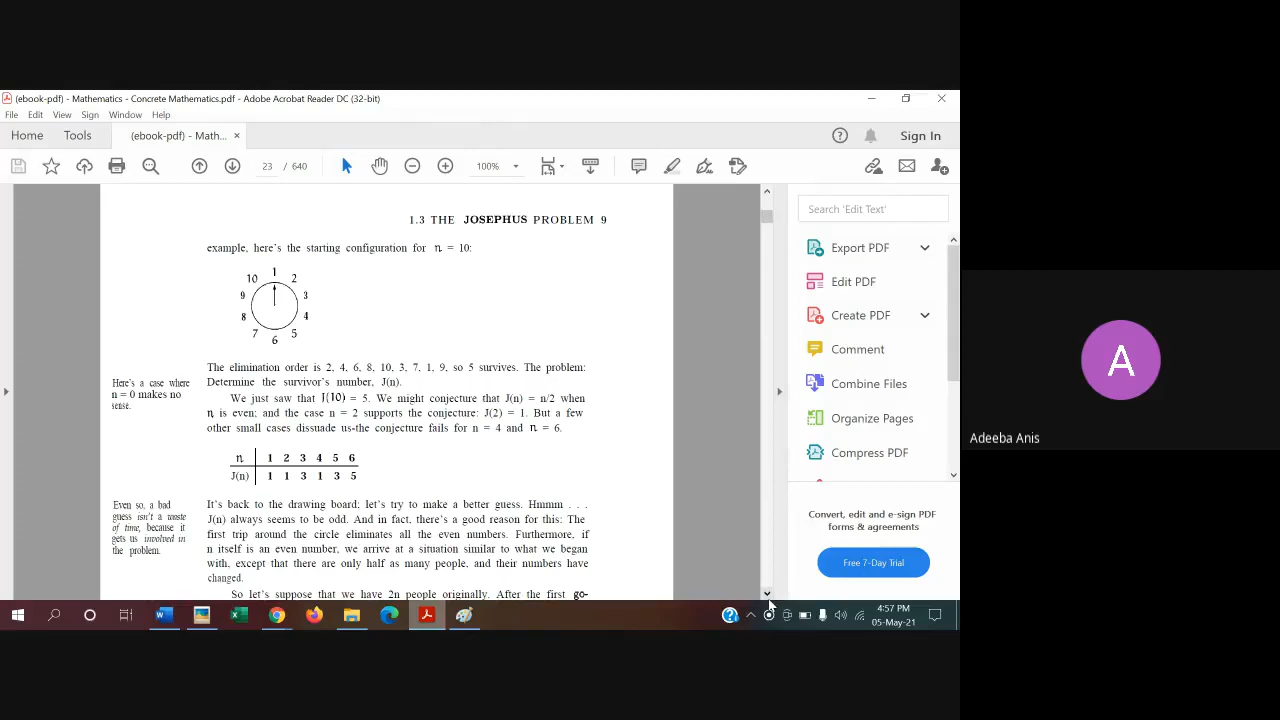 (ebook-pdf) - Mathematics - Concrete Mathematics.pdf - Adobe Acrobat Reader DC (32-bit)
File Edit View Sign Window Help
Home Tools (ebook-pdf) - Math... × Sign In
23 / 640 100%
1.3 THE JOSEPHUS PROBLEM 9
example, here's the starting configuration for n = 10:
1
10 2
9 3
8 4
7 5
6
The elimination order is 2, 4, 6, 8, 10, 3, 7, 1, 9, so 5 survives. The problem:
Determine the survivor's number, J(n).
Here's a case where
n = 0 makes no
sense.
We just saw that J(10) = 5. We might conjecture that J(n) = n/2 when
n is even; and the case n = 2 supports the conjecture: J(2) = 1. But a few
other small cases dissuade us-the conjecture fails for n = 4 and n = 6.
n 1 2 3 4 5 6
J(n) 1 1 3 1 3 5
Even so, a bad
guess isn't a waste
of time, because it
gets us involved in
the problem.
It's back to the drawing board; let's try to make a better guess. Hmmm . . .
J(n) always seems to be odd. And in fact, there's a good reason for this: The
first trip around the circle eliminates all the even numbers. Furthermore, if
n itself is an even number, we arrive at a situation similar to what we began
with, except that there are only half as many people, and their numbers have
changed.
So let's suppose that we have 2n people originally. After the first go-
Search 'Edit Text'
Export PDF
Edit PDF
Create PDF
Comment
Combine Files
Organize Pages
Compress PDF
Convert, edit and e-sign PDF
forms & agreements
Free 7-Day Trial
4:57 PM
05-May-21
A
Adeeba Anis